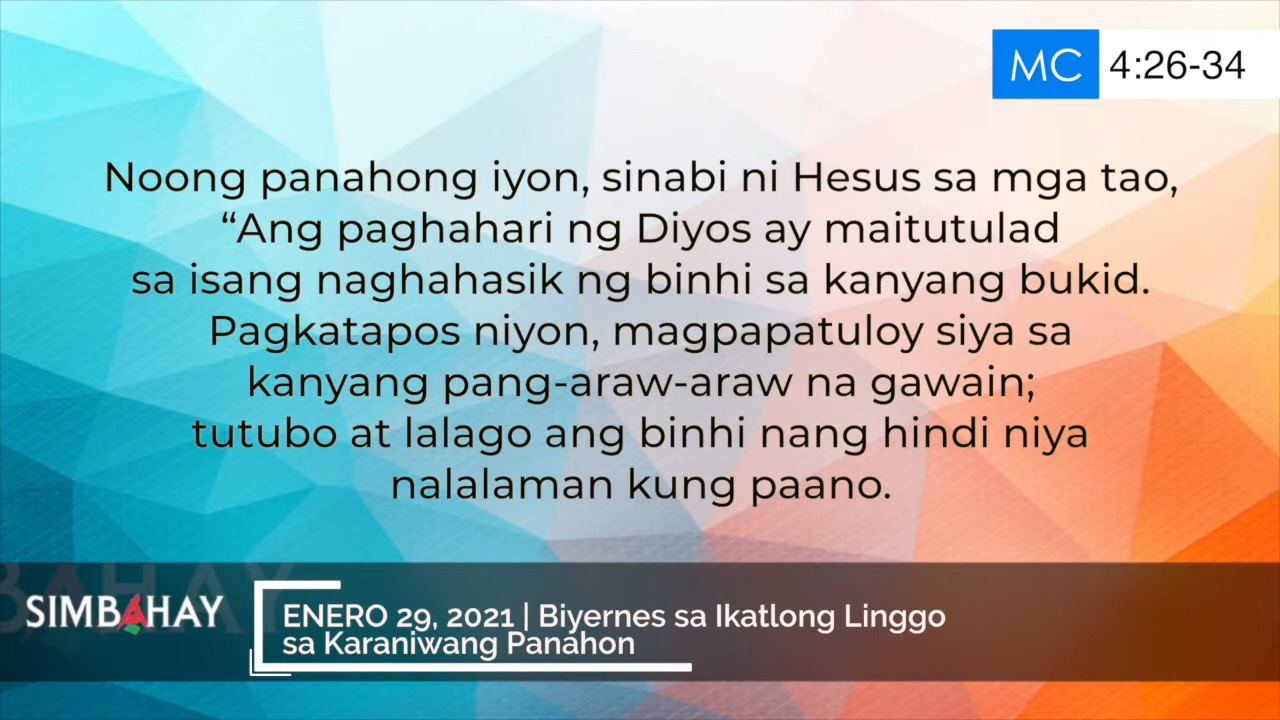 MC 4:26-34
Noong panahong iyon, sinabi ni Hesus sa mga tao,
“Ang paghahari ng Diyos ay maitutulad
sa isang naghahasik ng binhi sa kanyang bukid.
Pagkatapos niyon, magpapatuloy siya sa
kanyang pang-araw-araw na gawain;
tutubo at lalago ang binhi nang hindi niya
nalalaman kung paano.
SIMBAHAY
ENERO 29, 2021 | Biyernes sa Ikatlong Linggo
sa Karaniwang Panahon